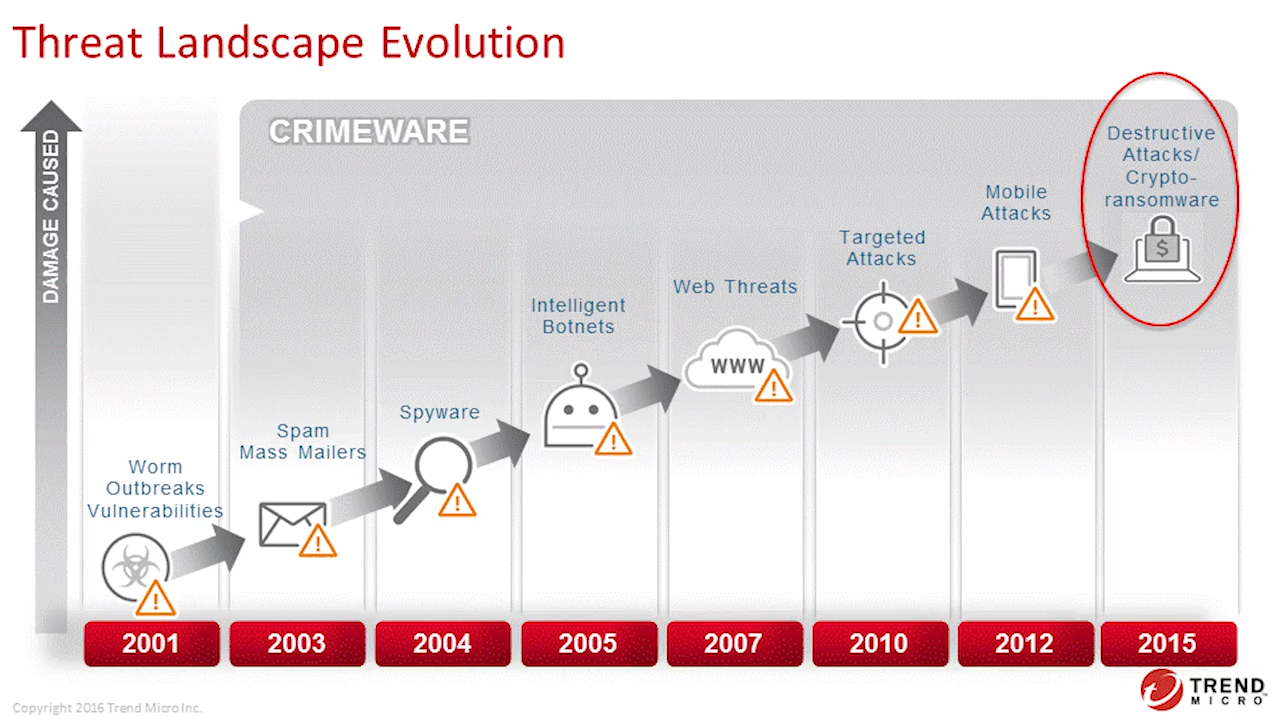 Threat Landscape Evolution
DAMAGE CAUSED
CRIMEWARE
Worm
Outbreaks
Vulnerabilities
Spam
Mass Mailers
Spyware
Intelligent
Botnets
Web Threats
www
Targeted
Attacks
Mobile
Attacks
Destructive
Attacks/
Crypto-
ransomware
$
2001
2003
2004
2005
2007
2010
2012
2015
Copyright 2016 Trend Micro Inc.
TREND
MICRO